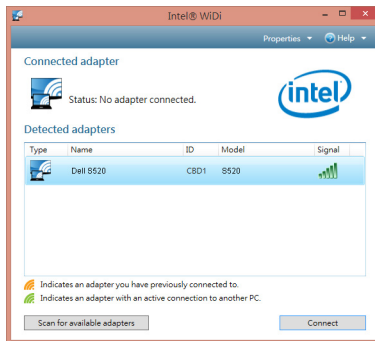 Intel® WiDi
Properties Help
Connected adapter
Status: No adapter connected.
intel
Detected adapters
Type Name ID Model Signal
Dell S520 CBD1 S520
Indicates an adapter you have previously connected to.
Indicates an adapter with an active connection to another PC.
Scan for available adapters Connect